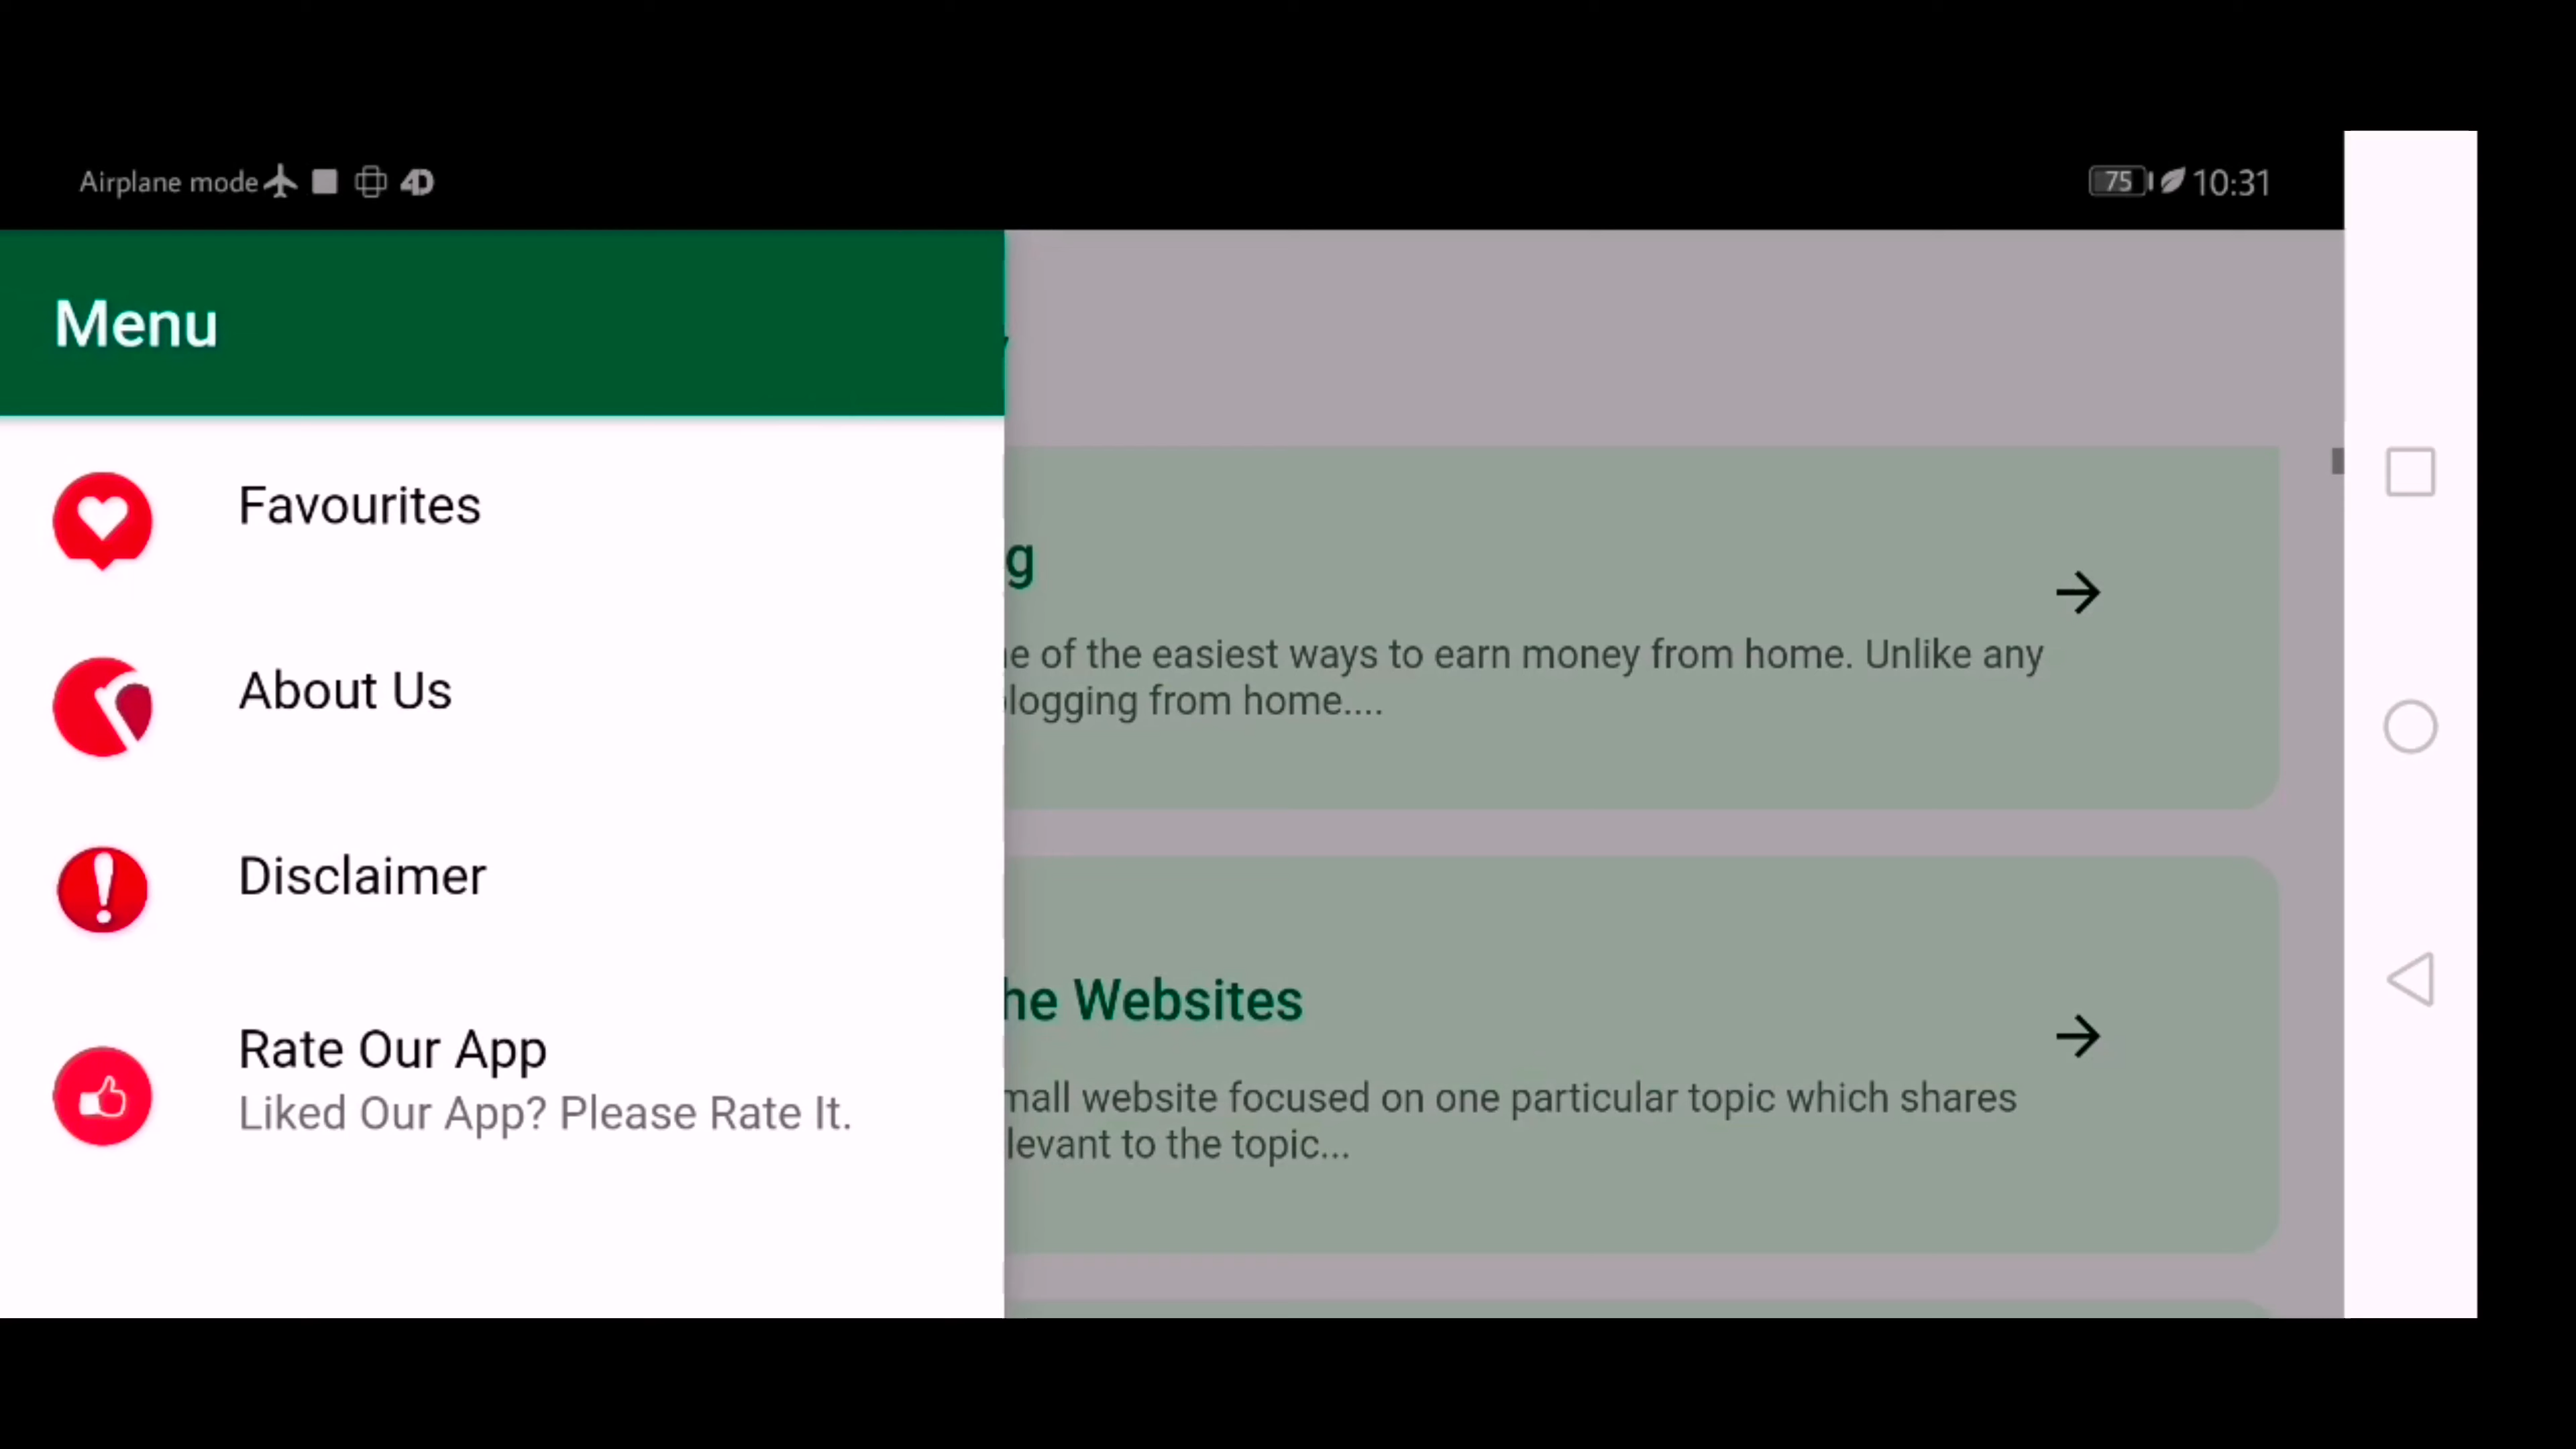 Airplane mode 4D
75 10:31
Menu
Favourites
About Us
Disclaimer
Rate Our App
Liked Our App? Please Rate It.
g
of the easiest ways to earn money from home. Unlike any
logging from home....
he Websites
mall website focused on one particular topic which shares
levant to the topic...